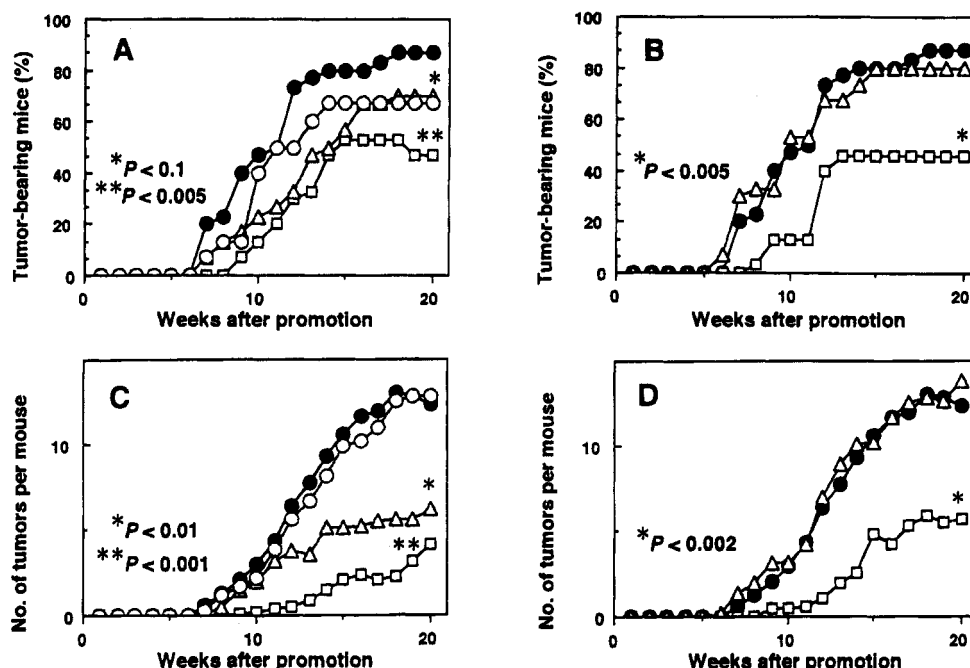 A
Tumor-bearing mice (%)
100
80
60
40
20
0
*
**
*P < 0.1
**P < 0.005
0
10
20
Weeks after promotion
B
Tumor-bearing mice (%)
100
80
60
40
20
0
*
*P < 0.005
0
10
20
Weeks after promotion
C
No. of tumors per mouse
10
0
*
**
*P < 0.01
**P < 0.001
0
10
20
Weeks after promotion
D
No. of tumors per mouse
10
0
*
*P < 0.002
0
10
20
Weeks after promotion